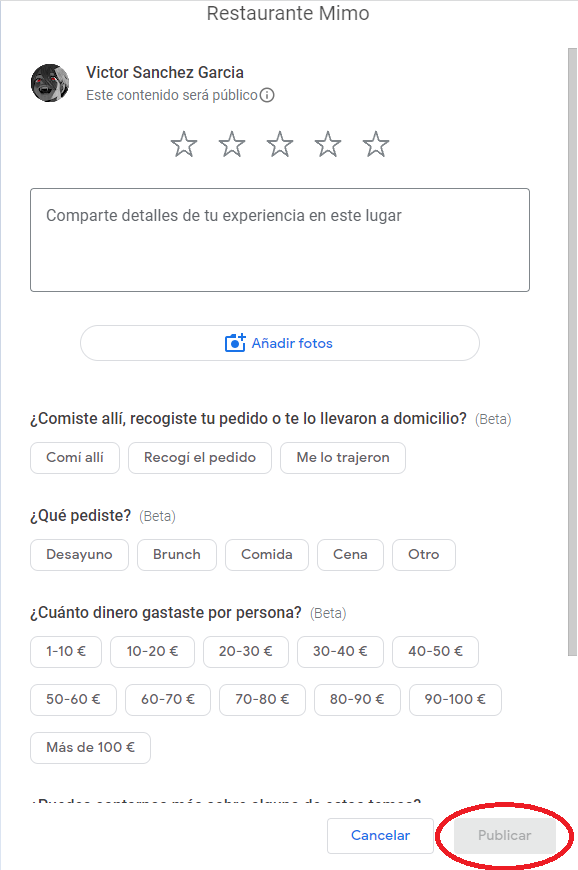 Restaurante Mimo
Victor Sanchez Garcia
Este contenido será público
Comparte detalles de tu experiencia en este lugar
Añadir fotos
¿Comiste allí, recogiste tu pedido o te lo llevaron a domicilio? (Beta)
Comí allí Recogí el pedido Me lo trajeron
¿Qué pediste? (Beta)
Desayuno Brunch Comida Cena Otro
¿Cuánto dinero gastaste por persona? (Beta)
1-10 € 10-20 € 20-30 € 30-40 € 40-50 €
50-60 € 60-70 € 70-80 € 80-90 € 90-100 €
Más de 100 €
Cancelar Publicar